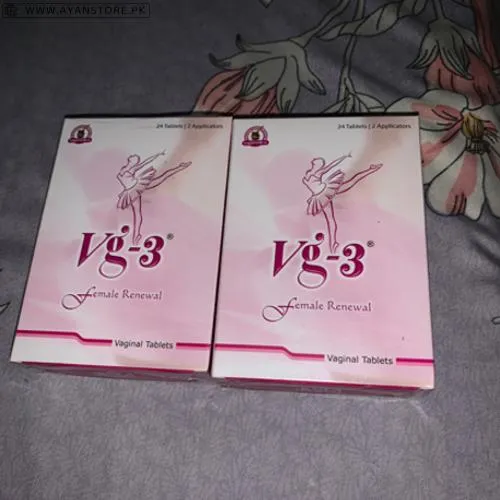 WWW.AYANSTORE.PK
24 Tablets | 2 Applicators
Vg-3®
Female Renewal
Vaginal Tablets
24 Tablets | 2 Applicators
Vg-3®
Female Renewal
Vaginal Tablets